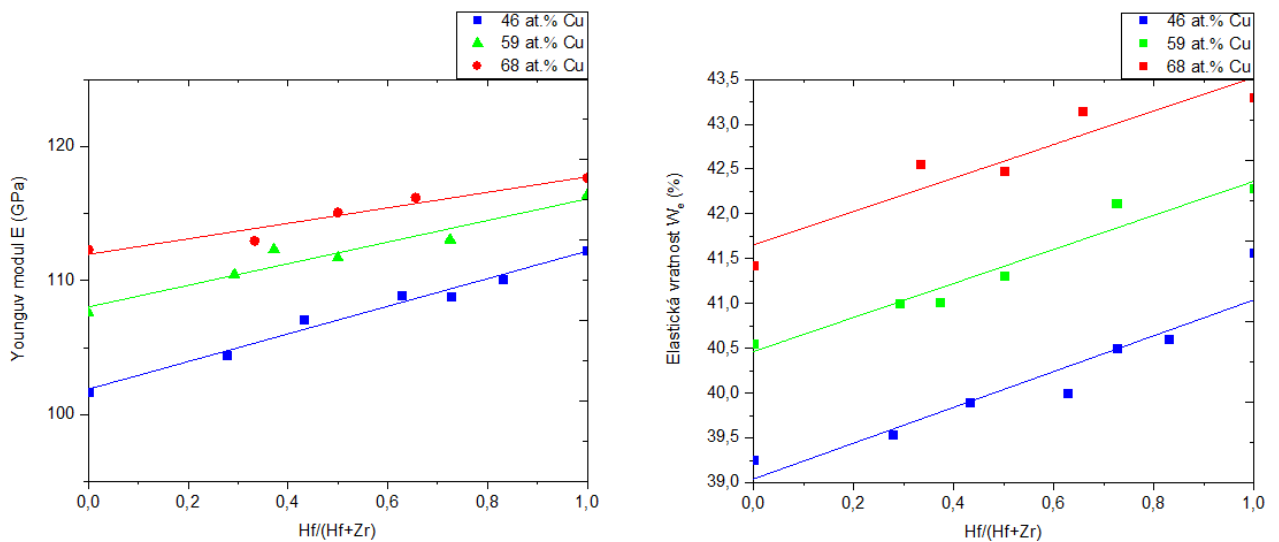 46 at.% Cu
59 at.% Cu
68 at.% Cu
120
110
100
Younguv modul E (GPa)
0,0 0,2 0,4 0,6 0,8 1,0
Hf/(Hf+Zr)
46 at.% Cu
59 at.% Cu
68 at.% Cu
43,5
43,0
42,5
42,0
41,5
41,0
40,5
40,0
39,5
39,0
Elastická vratnost We (%)
0,0 0,2 0,4 0,6 0,8 1,0
Hf/(Hf+Zr)